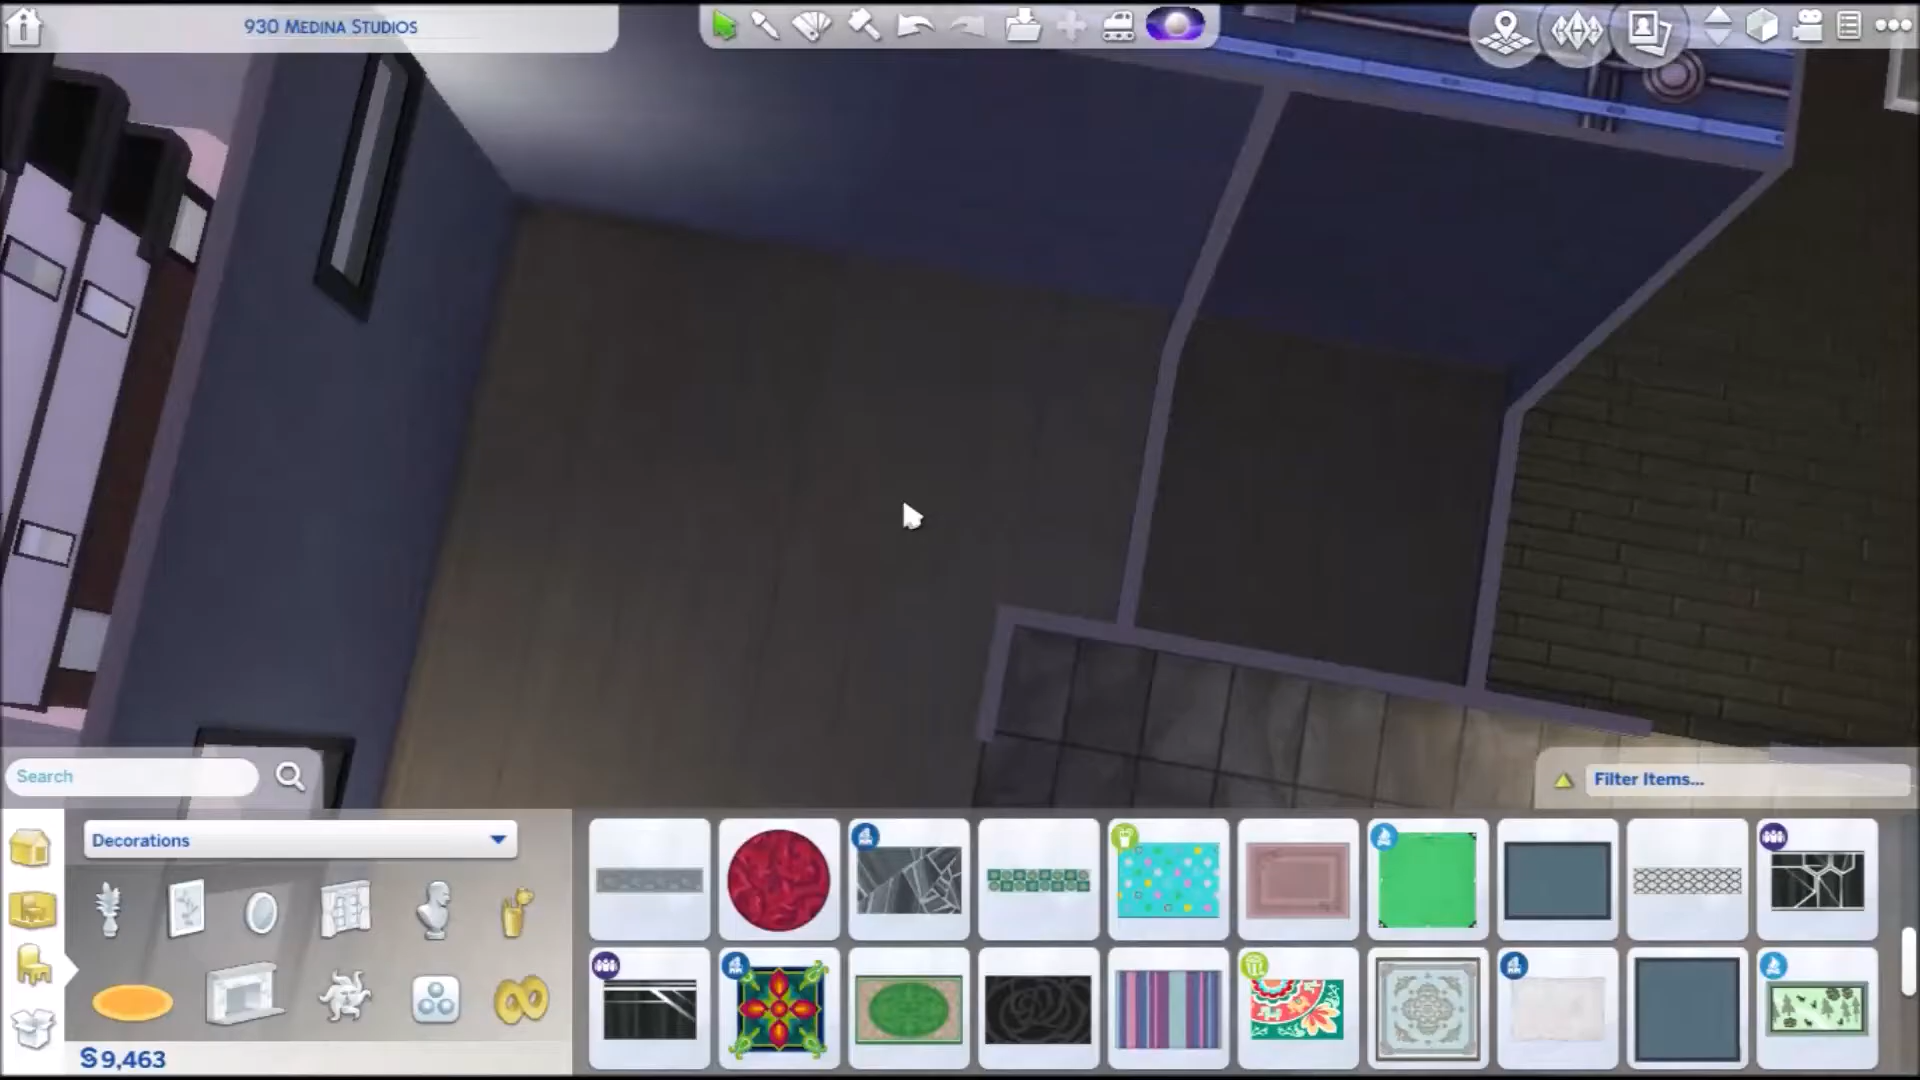 930 Medina Studios
Search
Filter Items...
Decorations
§9,463